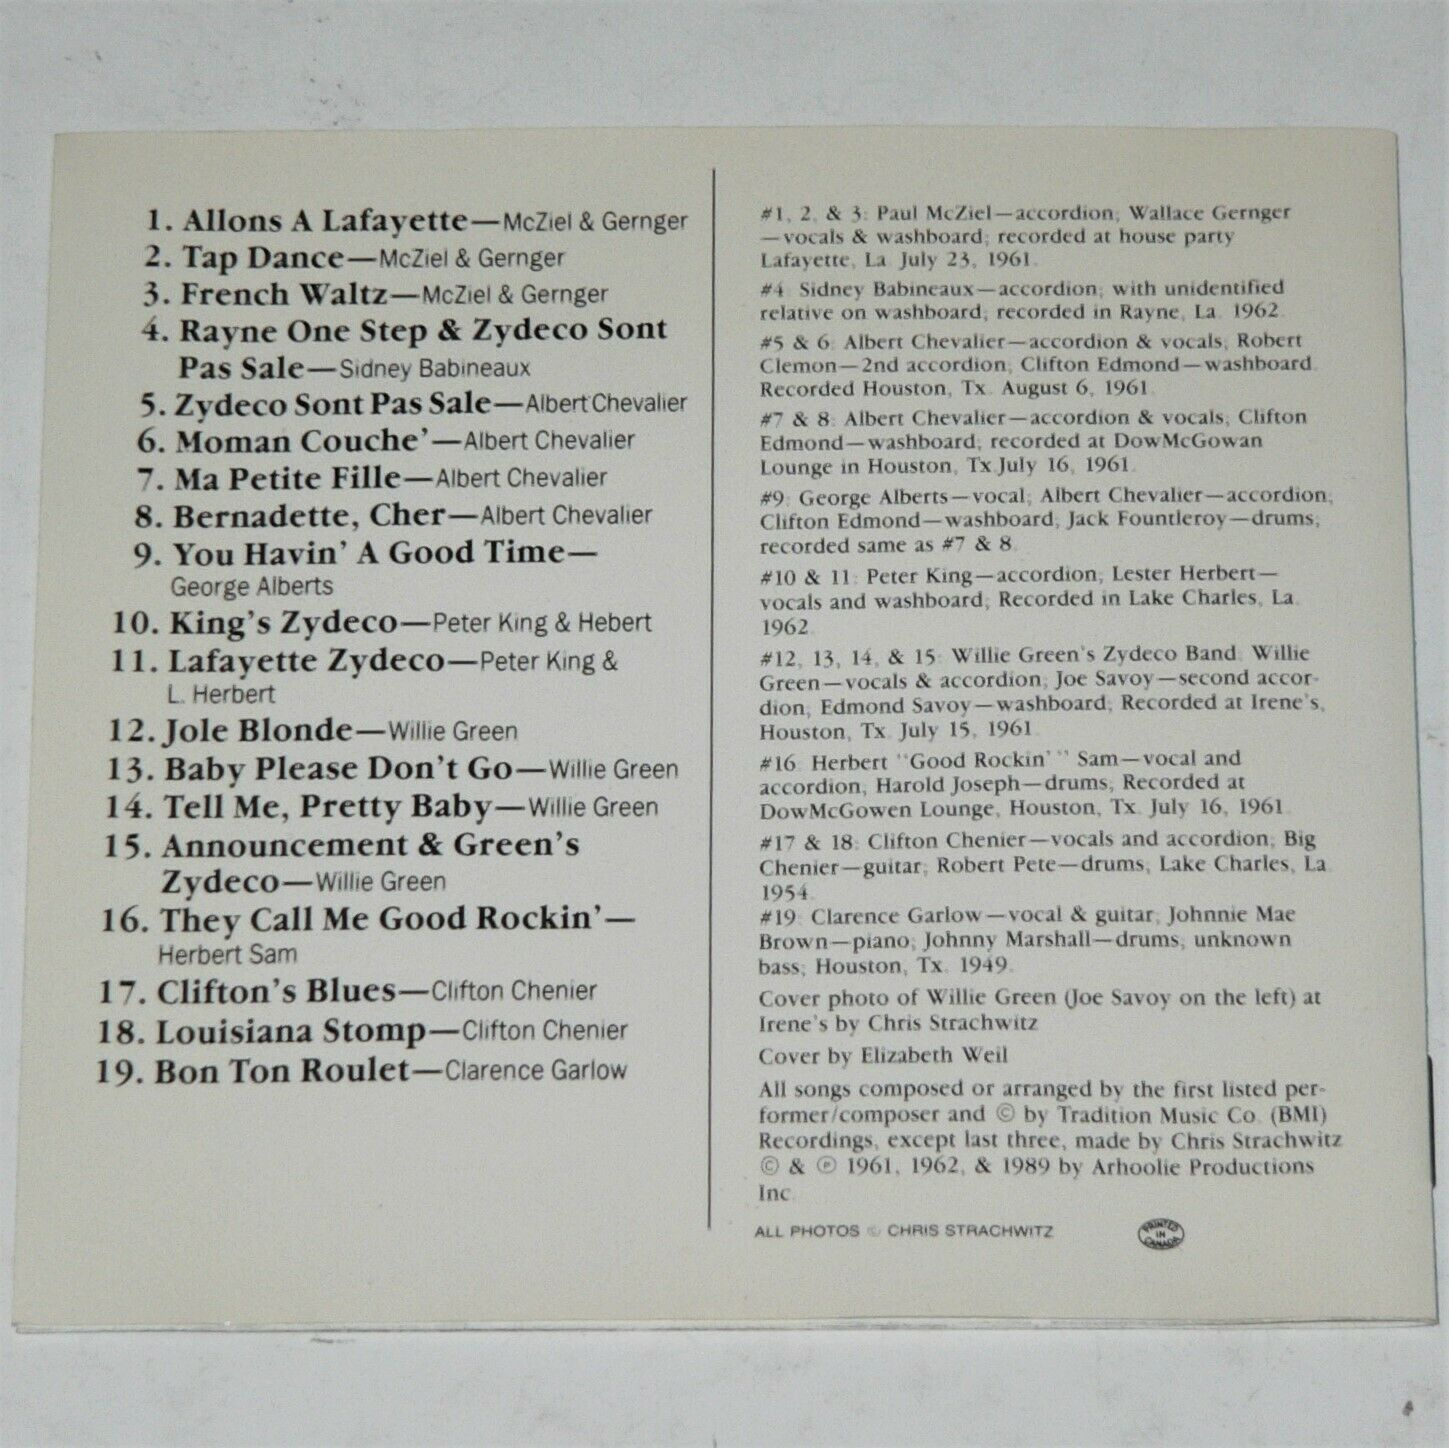 1. Allons A Lafayette—McZiel & Gernger
2. Tap Dance—McZiel & Gernger
3. French Waltz—McZiel & Gernger
4. Rayne One Step & Zydeco Sont
Pas Sale—Sidney Babineaux
5. Zydeco Sont Pas Sale—Albert Chevalier
6. Moman Couche'—Albert Chevalier
7. Ma Petite Fille—Albert Chevalier
8. Bernadette, Cher—Albert Chevalier
9. You Havin' A Good Time—
George Alberts
10. King's Zydeco—Peter King & Hebert
11. Lafayette Zydeco—Peter King &
L. Herbert
12. Jole Blonde—Willie Green
13. Baby Please Don't Go—Willie Green
14. Tell Me, Pretty Baby—Willie Green
15. Announcement & Green's
Zydeco—Willie Green
16. They Call Me Good Rockin'—
Herbert Sam
17. Clifton's Blues—Clifton Chenier
18. Louisiana Stomp—Clifton Chenier
19. Bon Ton Roulet—Clarence Garlow
#1, 2, & 3: Paul McZiel—accordion; Wallace Gernger
—vocals & washboard; recorded at house party
Lafayette, La. July 23, 1961.
#4: Sidney Babineaux—accordion; with unidentified
relative on washboard; recorded in Rayne, La. 1962.
#5 & 6: Albert Chevalier—accordion & vocals; Robert
Clemon—2nd accordion; Clifton Edmond—washboard.
Recorded Houston, Tx. August 6, 1961.
#7 & 8: Albert Chevalier—accordion & vocals; Clifton
Edmond—washboard; recorded at DowMcGowan
Lounge in Houston, Tx.July 16, 1961.
#9: George Alberts—vocal; Albert Chevalier—accordion;
Clifton Edmond—washboard; Jack Fountleroy—drums;
recorded same as #7 & 8.
#10 & 11: Peter King—accordion; Lester Herbert—
vocals and washboard; Recorded in Lake Charles, La.
1962.
#12, 13, 14, & 15: Willie Green's Zydeco Band: Willie
Green—vocals & accordion; Joe Savoy—second accor-
dion; Edmond Savoy—washboard; Recorded at Irene's,
Houston, Tx. July 15, 1961.
#16: Herbert "Good Rockin' " Sam—vocal and
accordion; Harold Joseph—drums; Recorded at
DowMcGowen Lounge, Houston, Tx. July 16, 1961.
#17 & 18: Clifton Chenier—vocals and accordion; Big
Chenier—guitar; Robert Pete—drums; Lake Charles, La.
1954.
#19: Clarence Garlow—vocal & guitar; Johnnie Mae
Brown—piano; Johnny Marshall—drums; unknown
bass; Houston, Tx. 1949.
Cover photo of Willie Green (Joe Savoy on the left) at
Irene's by Chris Strachwitz
Cover by Elizabeth Weil
All songs composed or arranged by the first listed per-
former/composer and © by Tradition Music Co. (BMI)
Recordings, except last three, made by Chris Strachwitz
© & ℗ 1961, 1962, & 1989 by Arhoolie Productions
Inc.
ALL PHOTOS © CHRIS STRACHWITZ
PRINTED
IN
CANADA